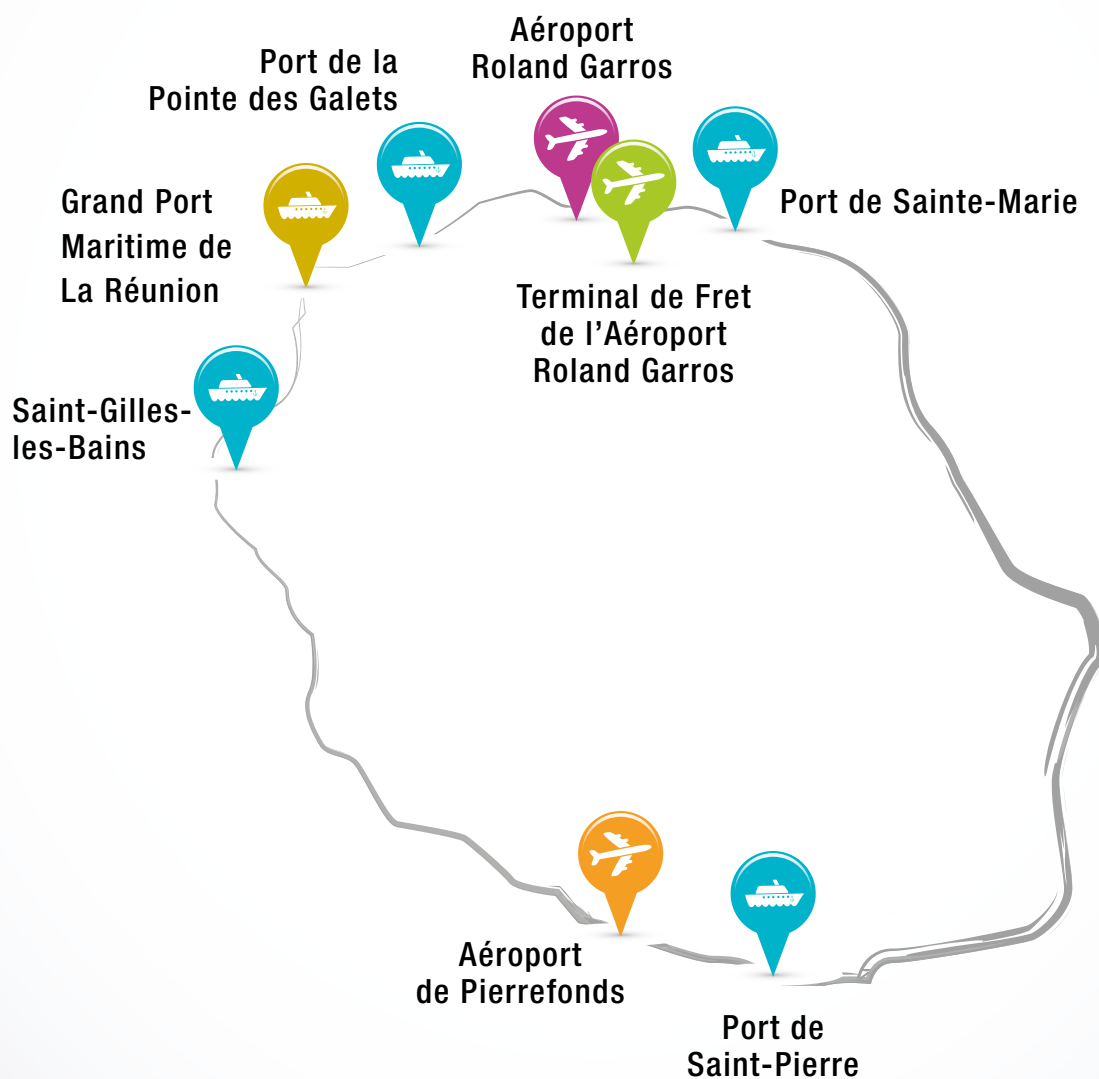 Aéroport
Roland Garros
Port de la
Pointe des Galets
Grand Port
Maritime de
La Réunion
Port de Sainte-Marie
Terminal de Fret
de l’Aéroport
Roland Garros
Saint-Gilles-
les-Bains
Aéroport
de Pierrefonds
Port de
Saint-Pierre